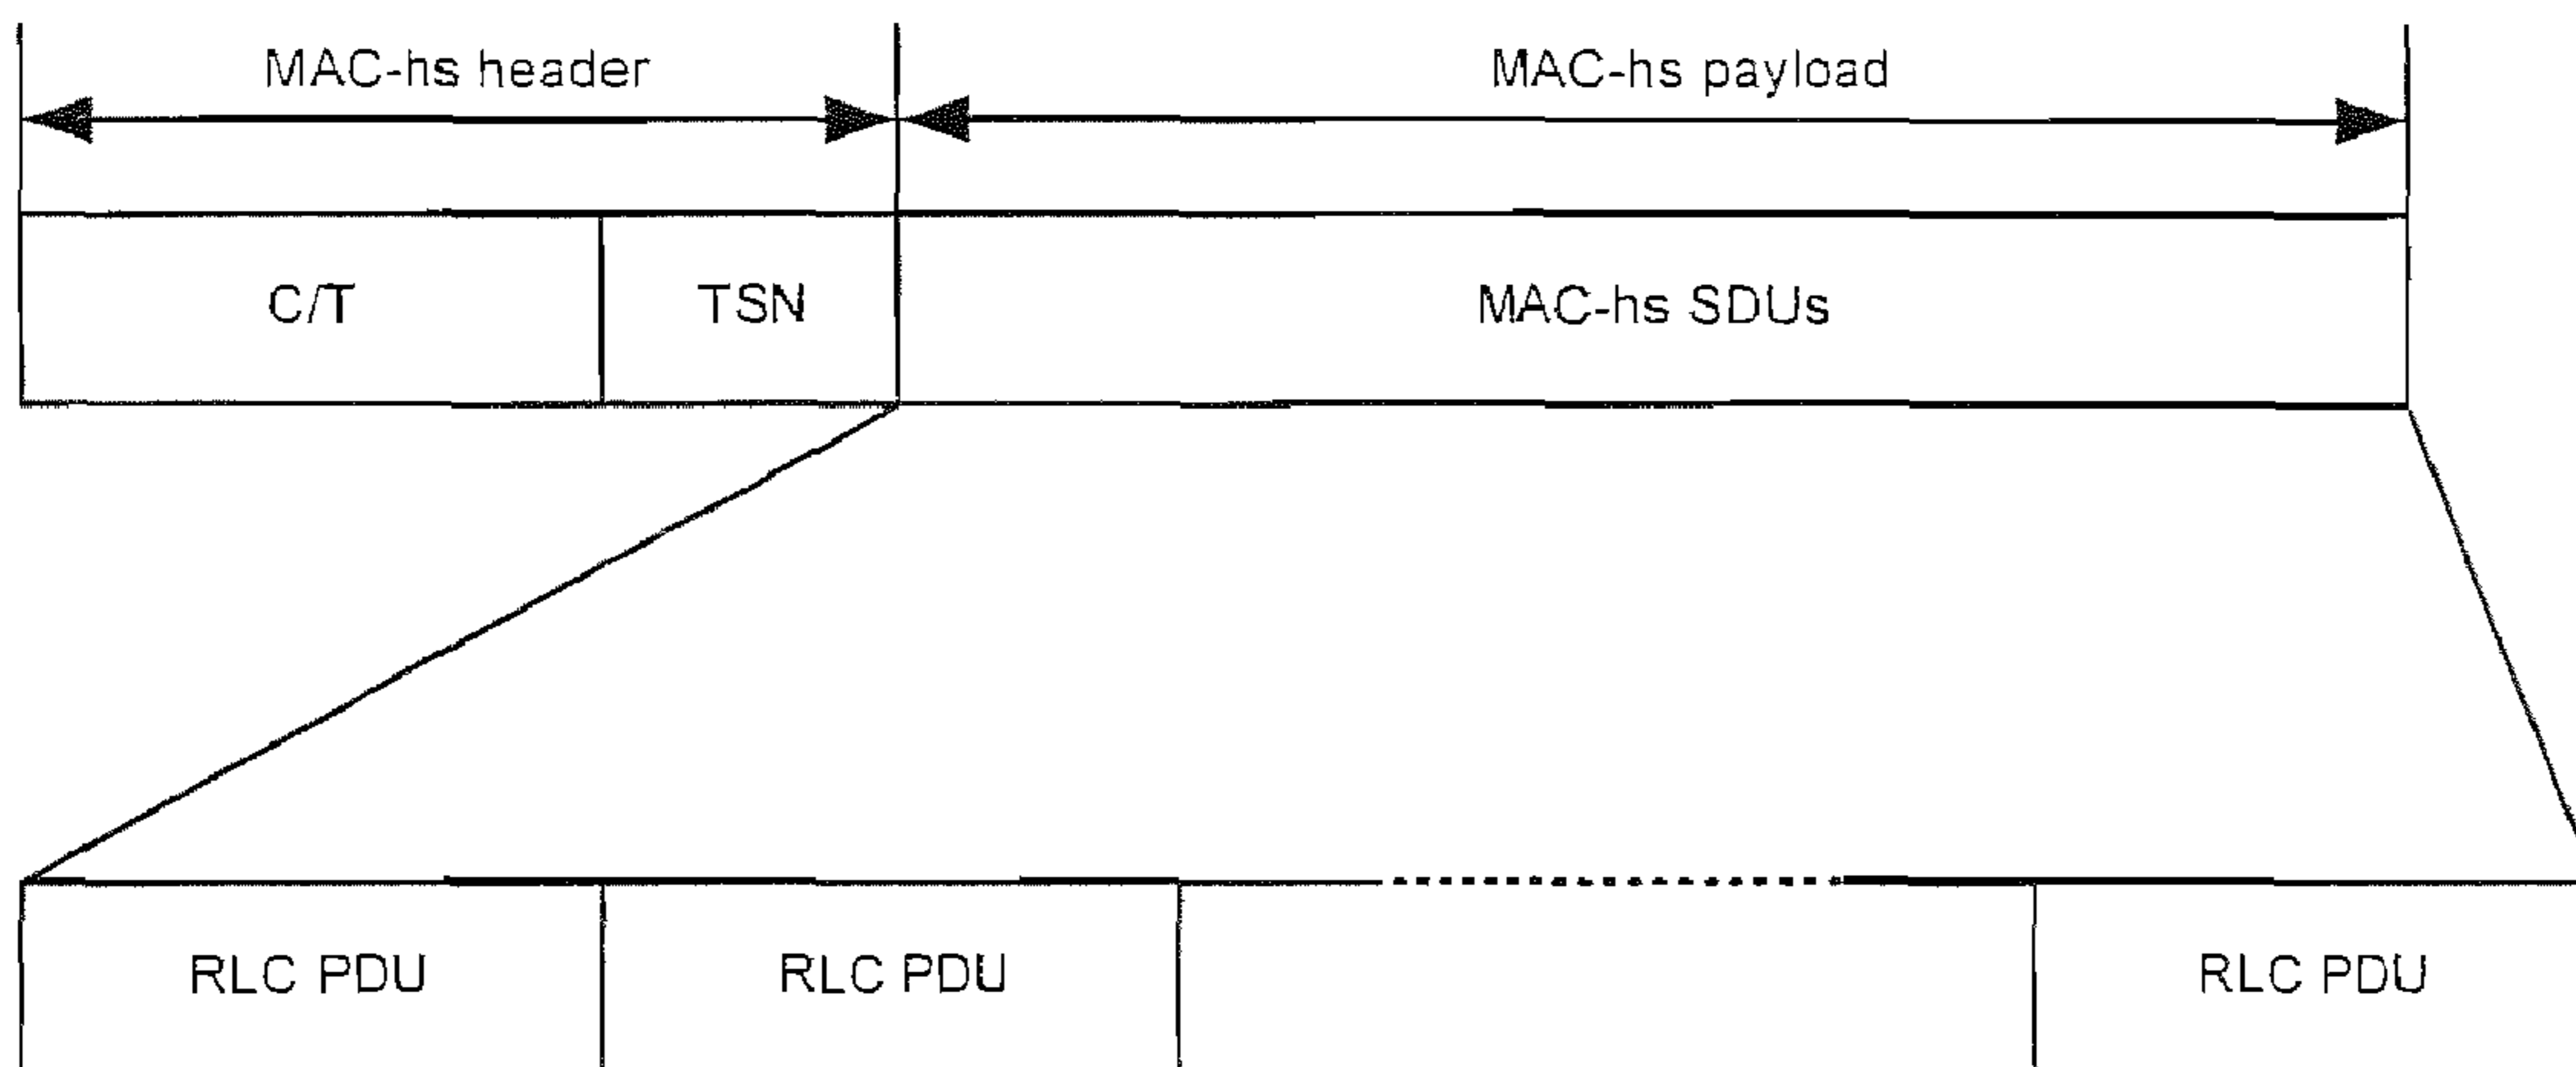 MAC-hs header
MAC-hs payload
C/T
TSN
MAC-hs SDUs
RLC PDU
RLC PDU
RLC PDU